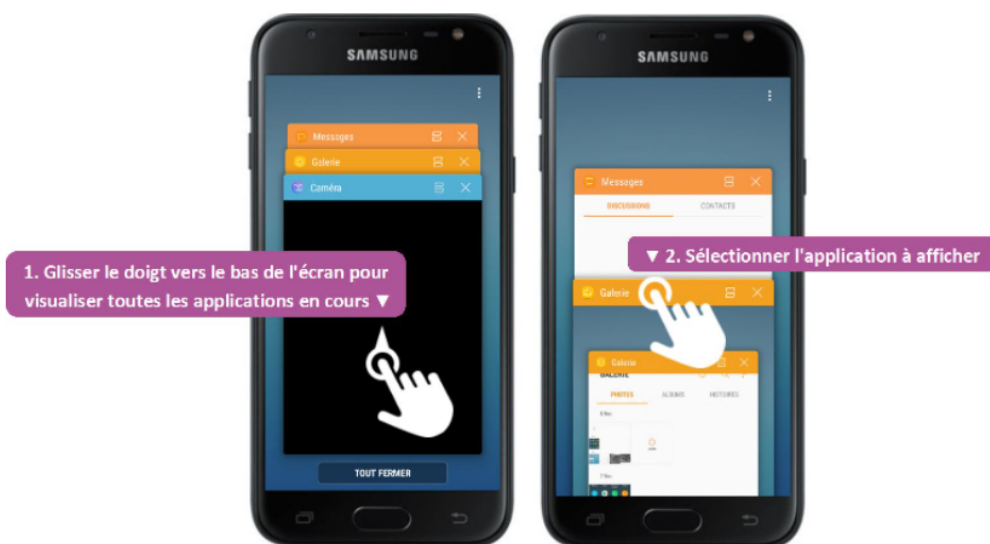 SAMSUNG
Messages
Galerie
Caméra
1. Glisser le doigt vers le bas de l'écran pour
visualiser toutes les applications en cours ▼
TOUT FERMER
SAMSUNG
Messages
DISCUSSIONS CONTACTS
▼ 2. Sélectionner l'application à afficher
Galerie
Galerie
GALERIE
PHOTOS ALBUMS HISTOIRES